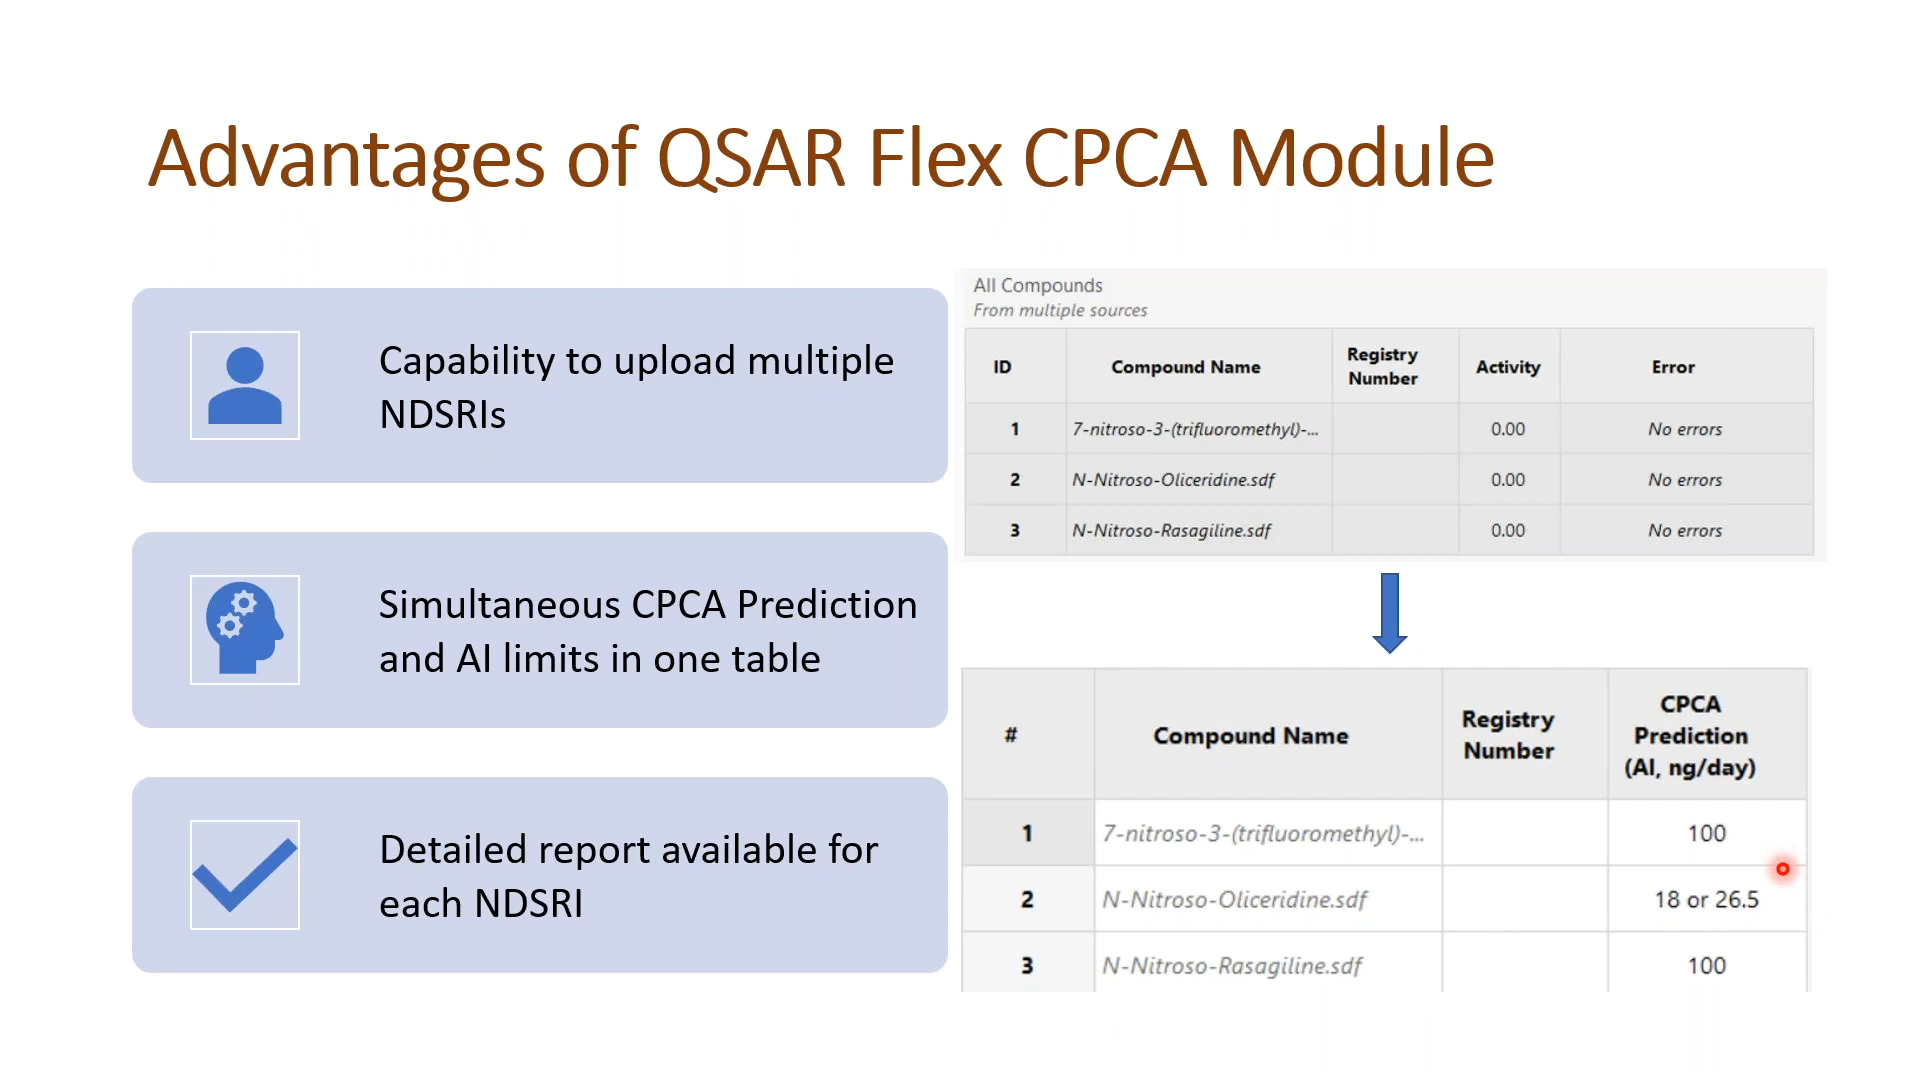 Advantages of QSAR Flex CPCA Module
Capability to upload multiple
NDSRIs
Simultaneous CPCA Prediction
and AI limits in one table
Detailed report available for
each NDSRI
All Compounds
From multiple sources
ID Compound Name Registry Number Activity Error
1 7-nitroso-3-(trifluoromethyl)-... 0.00 No errors
2 N-Nitroso-Oliceridine.sdf 0.00 No errors
3 N-Nitroso-Rasagiline.sdf 0.00 No errors
# Compound Name Registry Number CPCA Prediction (AI, ng/day)
1 7-nitroso-3-(trifluoromethyl)-... 100
2 N-Nitroso-Oliceridine.sdf 18 or 26.5
3 N-Nitroso-Rasagiline.sdf 100